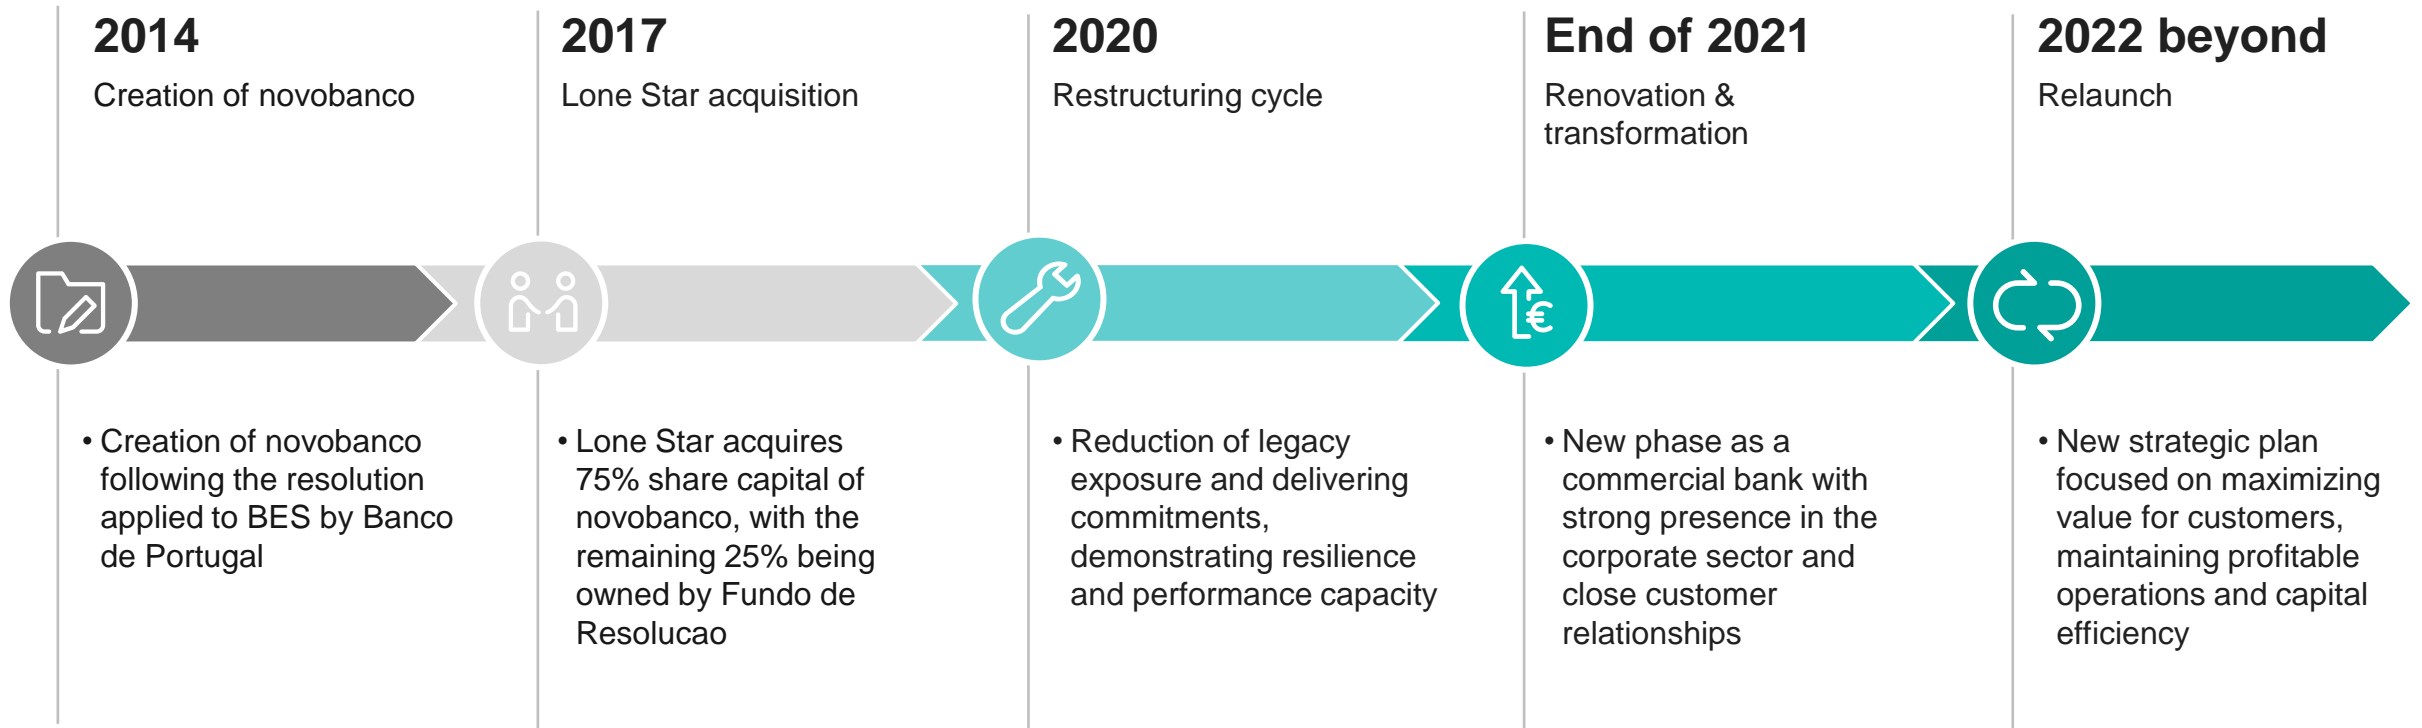 2014
Creation of novobanco
• Creation of novobanco
following the resolution
applied to BES by Banco
de Portugal
2017
Lone Star acquisition
• Lone Star acquires
75% share capital of
novobanco, with the
remaining 25% being
owned by Fundo de
Resolucao
2020
Restructuring cycle
• Reduction of legacy
exposure and delivering
commitments,
demonstrating resilience
and performance capacity
End of 2021
Renovation &
transformation
€
• New phase as a
commercial bank with
strong presence in the
corporate sector and
close customer
relationships
2022 beyond
Relaunch
• New strategic plan
focused on maximizing
value for customers,
maintaining profitable
operations and capital
efficiency